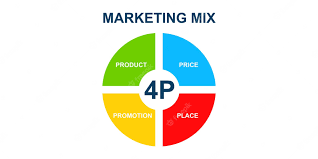 MARKETING MIX
PRODUCT
PRICE
4P
PROMOTION
PLACE